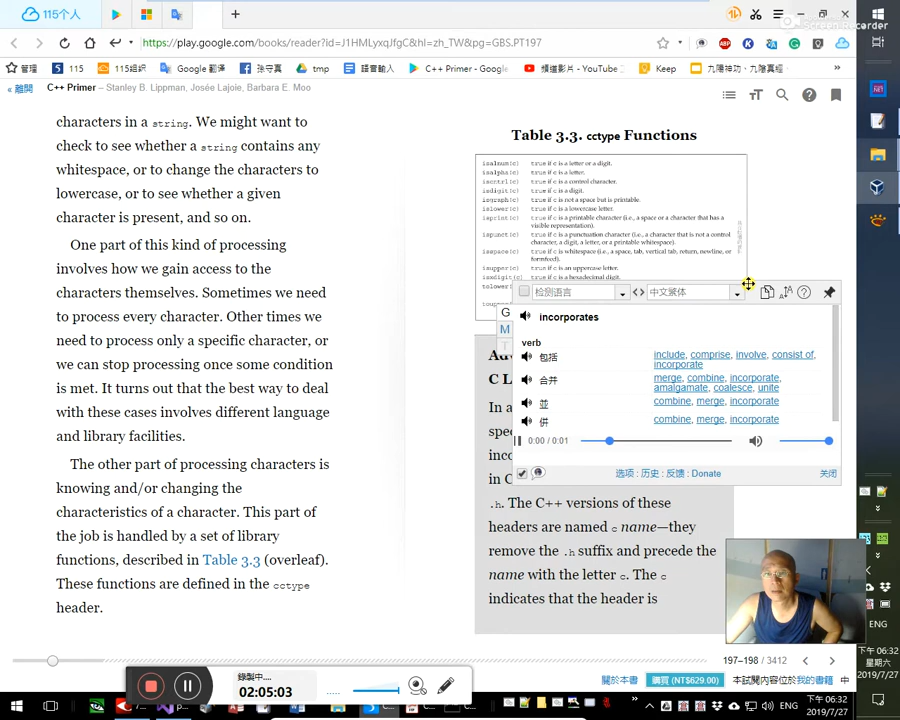 115个人
Screen Recorder
https://play.google.com/books/reader?id=J1HMLyxqJfgC&hl=zh_TW&pg=GBS.PT197
管理
115
115組織
Google 翻譯
孫守真
tmp
語音輸入
C++ Primer - Google
頻道影片 - YouTube
Keep
九陽神功、九陰真經
« 離開
C++ Primer – Stanley B. Lippman, Josée Lajoie, Barbara E. Moo
characters in a string. We might want to
check to see whether a string contains any
whitespace, or to change the characters to
lowercase, or to see whether a given
character is present, and so on.
One part of this kind of processing
involves how we gain access to the
characters themselves. Sometimes we need
to process every character. Other times we
need to process only a specific character, or
we can stop processing once some condition
is met. It turns out that the best way to deal
with these cases involves different language
and library facilities.
The other part of processing characters is
knowing and/or changing the
characteristics of a character. This part of
the job is handled by a set of library
functions, described in Table 3.3 (overleaf).
These functions are defined in the cctype
header.
Table 3.3. cctype Functions
isalnum(c) true if c is a letter or a digit.
isalpha(c) true if c is a letter.
iscntrl(c) true if c is a control character.
isdigit(c) true if c is a digit.
isgraph(c) true if c is not a space but is printable.
islower(c) true if c is a lowercase letter.
isprint(c) true if c is a printable character (i.e., a space or a character that has a
visible representation).
ispunct(c) true if c is a punctuation character (i.e., a character that is not a control
character, a digit, a letter, or a printable whitespace).
isspace(c) true if c is whitespace (i.e., a space, tab, vertical tab, return, newline, or
formfeed).
isupper(c) true if c is an uppercase letter.
isxdigit(c) true if c is a hexadecimal digit.
检测语言
中文繁体
G
M
T
incorporates
verb
包括 include, comprise, involve, consist of,
incorporate
合并 merge, combine, incorporate,
amalgamate, coalesce, unite
並 combine, merge, incorporate
併 combine, merge, incorporate
0:00 / 0:01
选项 : 历史 : 反馈 : Donate
关闭
C L
In a
spec
inco
in C
.h. The C++ versions of these
headers are named c name—they
remove the .h suffix and precede the
name with the letter c. The c
indicates that the header is
197–198 / 3412
關於本書
購買 (NT$629.00)
本試閱內容位於我的書籍 中
錄製中....
02:05:03
ENG
下午 06:32
星期六
2019/7/27
ENG
下午 06:32
2019/7/27